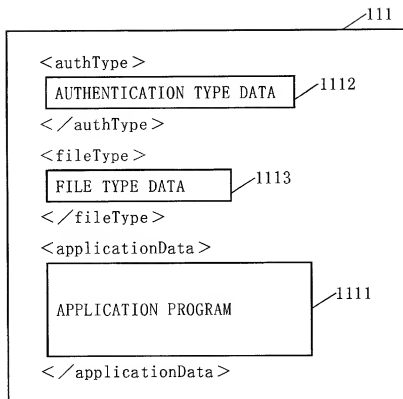 111
<authType>
AUTHENTICATION TYPE DATA 1112
</authType>
<fileType>
FILE TYPE DATA 1113
</fileType>
<applicationData>
APPLICATION PROGRAM 1111
</applicationData>